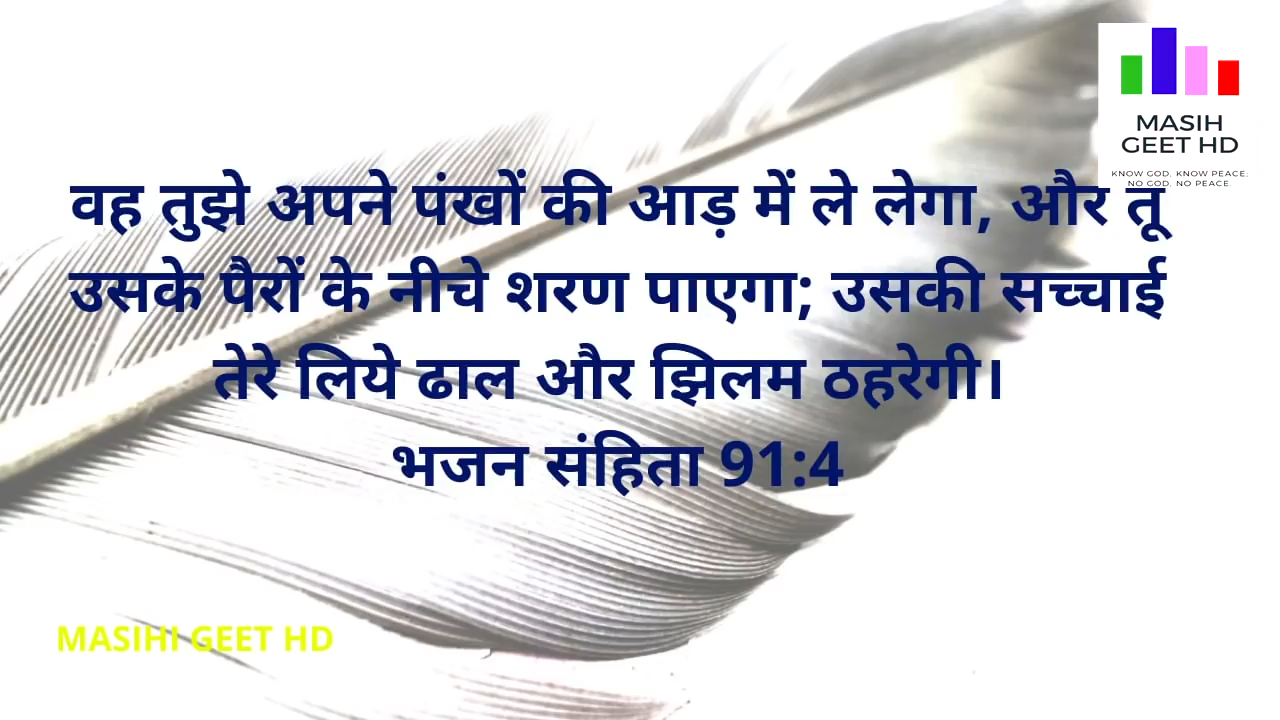 MASIH
GEET HD
KNOW GOD, KNOW PEACE;
NO GOD, NO PEACE.
वह तुझे अपने पंखों की आड़ में ले लेगा, और तू
उसके पैरों के नीचे शरण पाएगा; उसकी सच्चाई
तेरे लिये ढाल और झिलम ठहरेगी।
भजन संहिता 91:4
MASIHI GEET HD